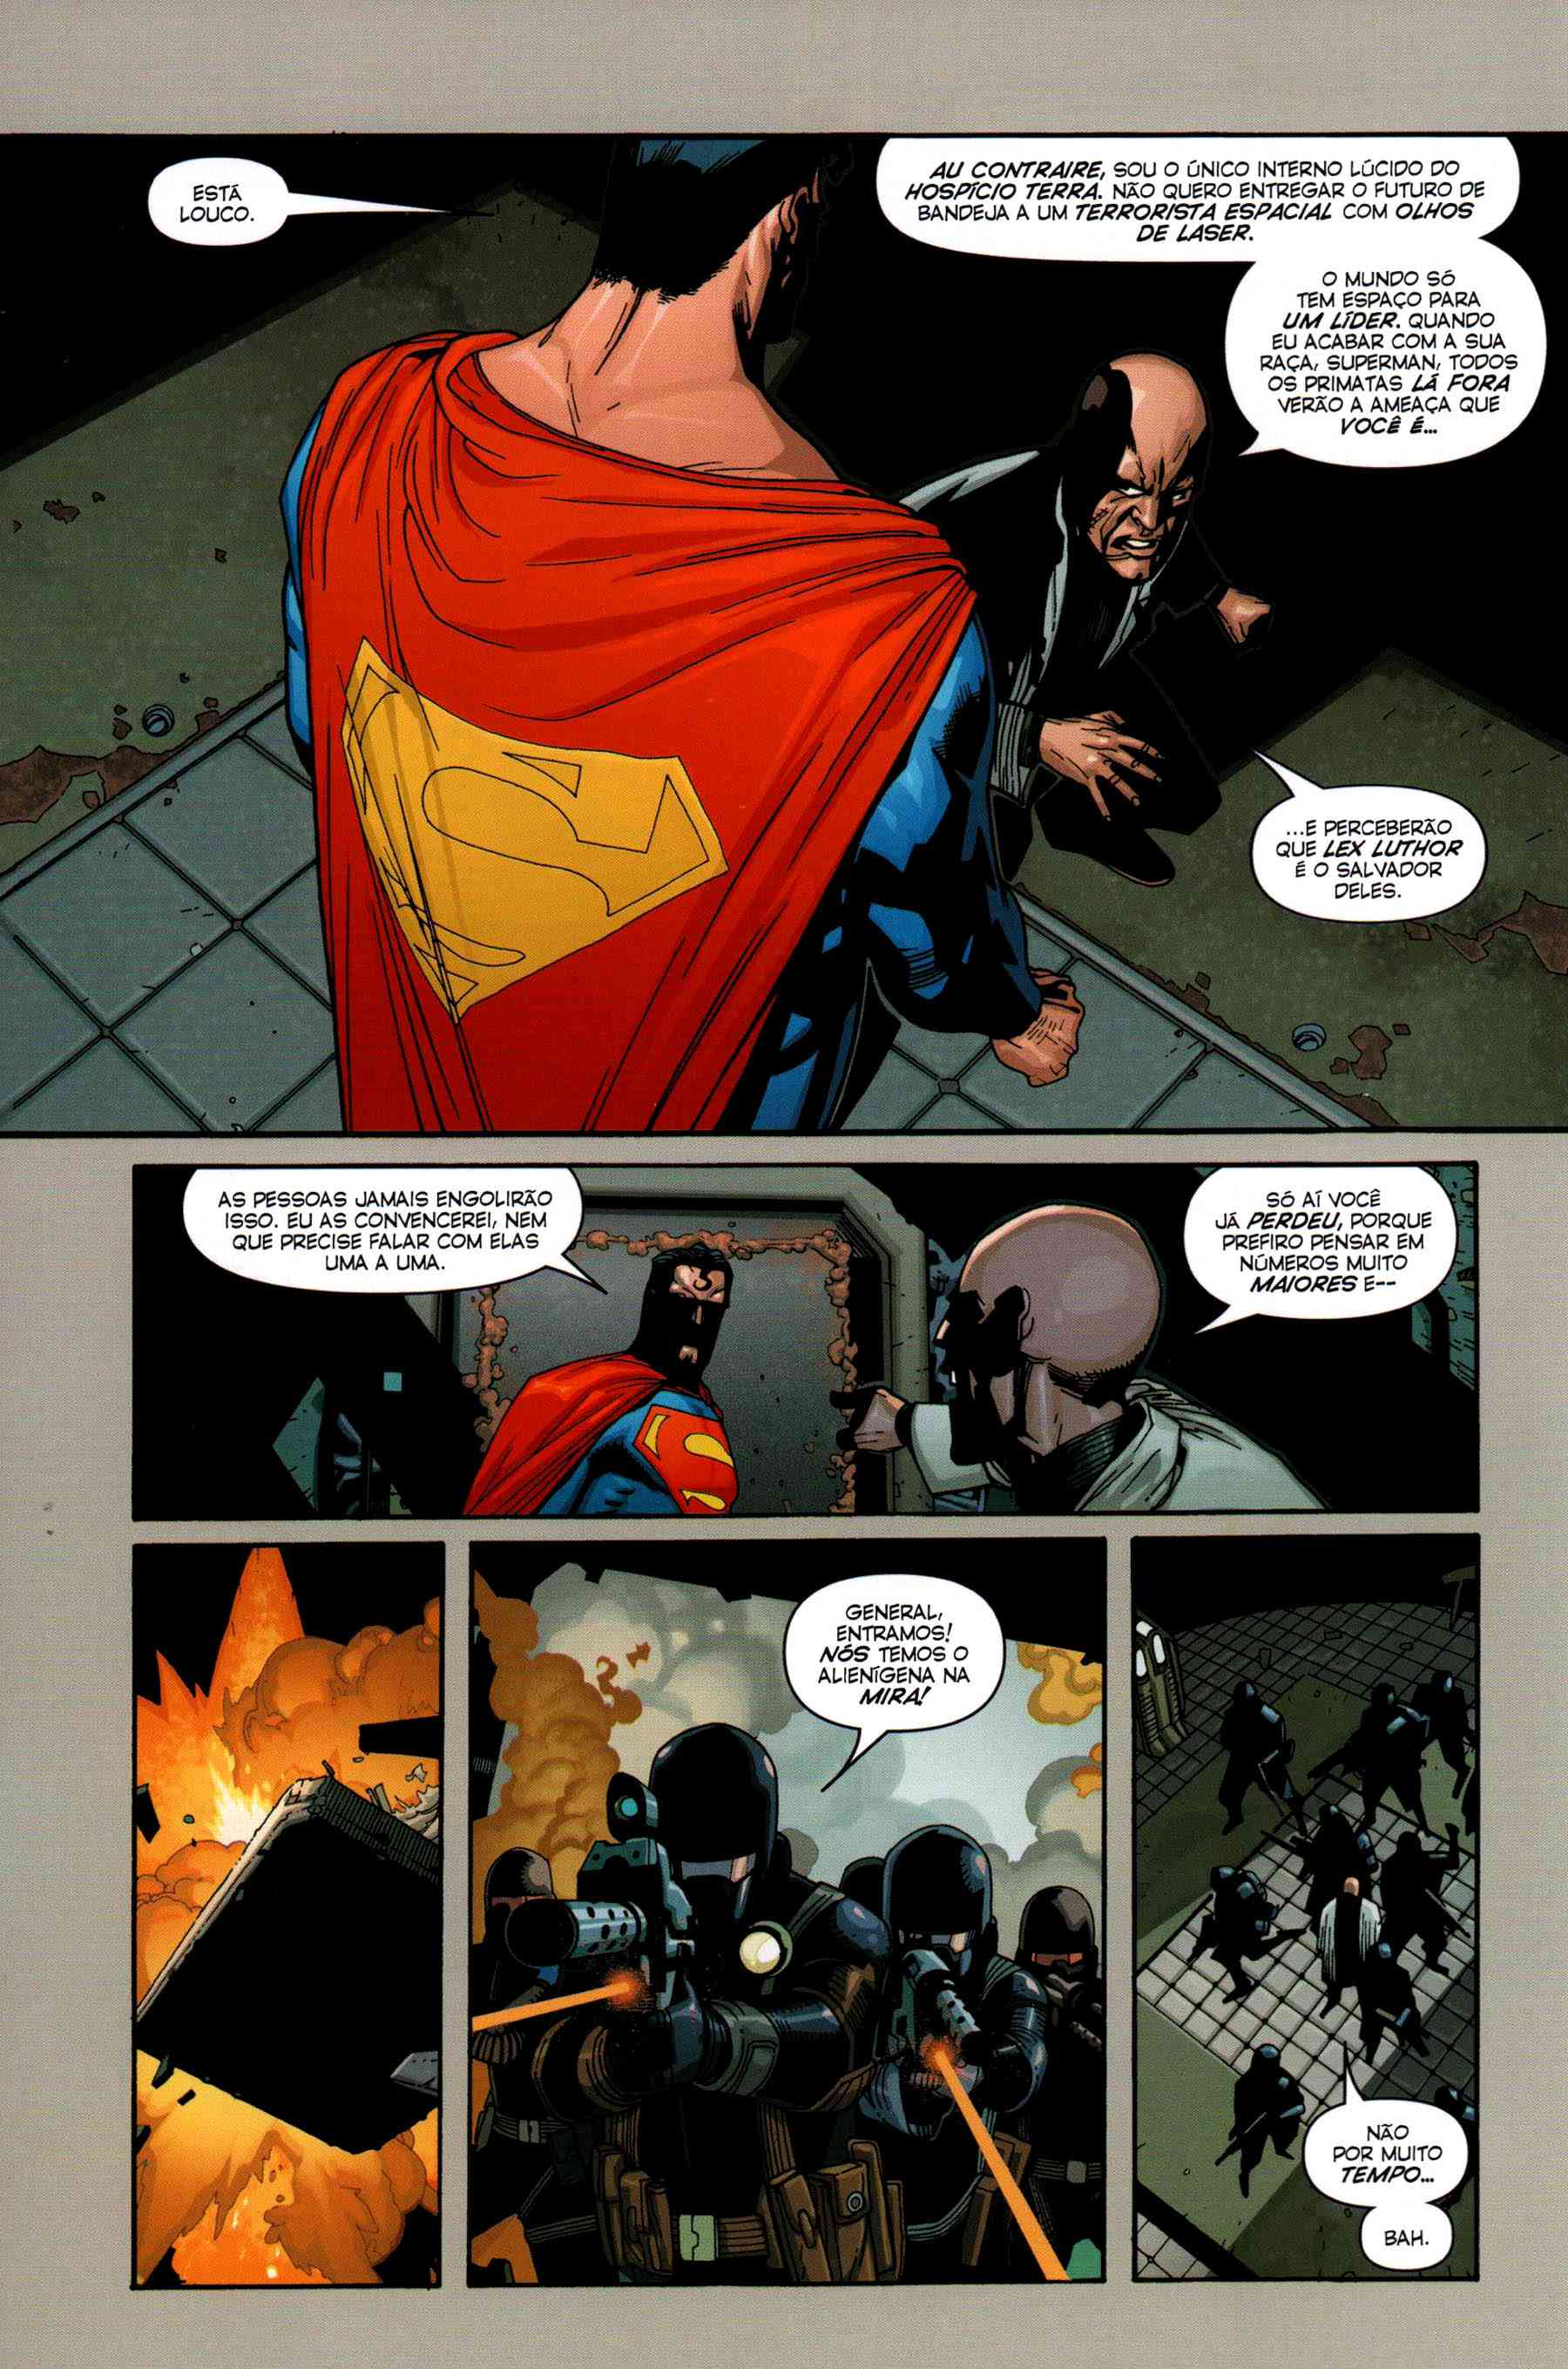 ESTÁ
LOUCO.
AU CONTRAIRE, SOU O ÚNICO INTERNO LÚCIDO DO
HOSPÍCIO TERRA. NÃO QUERO ENTREGAR O FUTURO DE
BANDEJA A UM TERRORISTA ESPACIAL COM OLHOS
DE LASER.
O MUNDO SÓ
TEM ESPAÇO PARA
UM LÍDER. QUANDO
EU ACABAR COM A SUA
RAÇA, SUPERMAN, TODOS
OS PRIMATAS LÁ FORA
VERÃO A AMEAÇA QUE
VOCÊ É...
...E PERCEBERÃO
QUE LEX LUTHOR
É O SALVADOR
DELES.
AS PESSOAS JAMAIS ENGOLIRÃO
ISSO. EU AS CONVENCEREI, NEM
QUE PRECISE FALAR COM ELAS
UMA A UMA.
SÓ AÍ VOCÊ
JÁ PERDEU, PORQUE
PREFIRO PENSAR EM
NÚMEROS MUITO
MAIORES E--
GENERAL,
ENTRAMOS!
NÓS TEMOS O
ALIENÍGENA NA
MIRA!
NÃO
POR MUITO
TEMPO...
BAH.